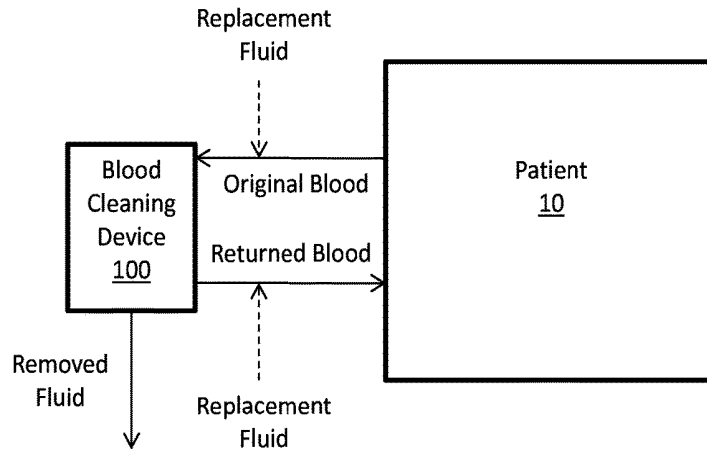 Replacement
Fluid
Blood
Cleaning
Device
100
Original Blood
Patient
10
Returned Blood
Removed
Fluid
Replacement
Fluid